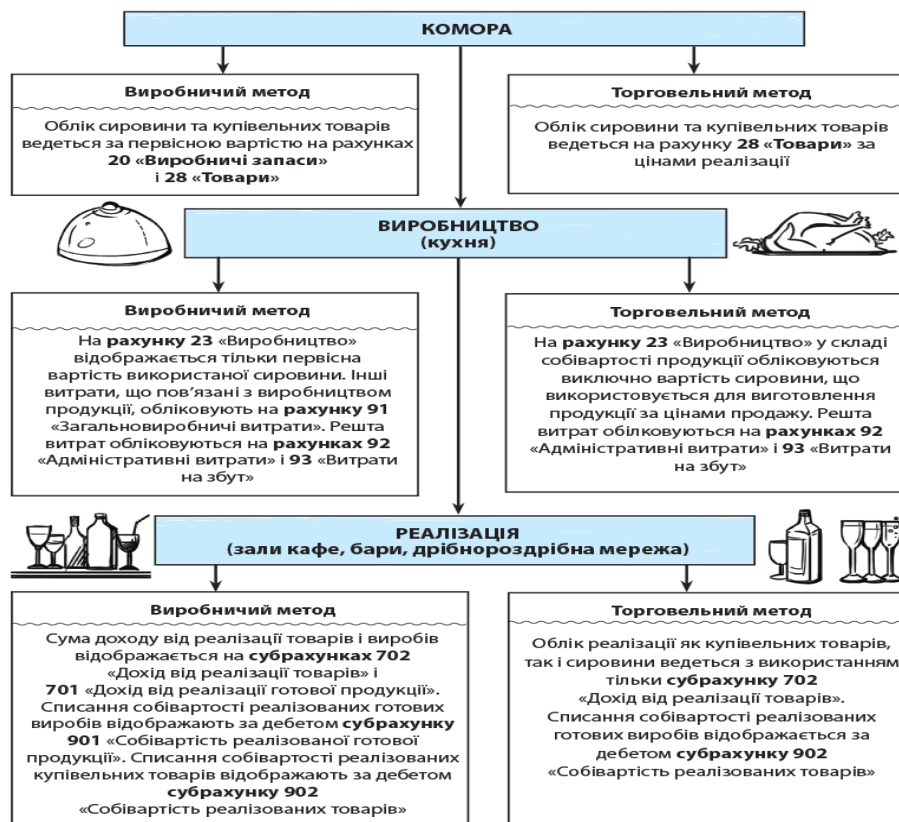 КОМОРА
Виробничий метод
Облік сировини та купівельних товарів
ведеться за первісною вартістю на рахунках
20 «Виробничі запаси»
і 28 «Товари»
Торговельний метод
Облік сировини та купівельних товарів
ведеться на рахунку 28 «Товари» за
цінами реалізації
ВИРОБНИЦТВО
(кухня)
Виробничий метод
На рахунку 23 «Виробництво»
відображається тільки первісна
вартість використаної сировини. Інші
витрати, що пов’язані з виробництвом
продукції, обліковують на рахунку 91
«Загальновиробничі витрати». Решта
витрат обліковуються на рахунках 92
«Адміністративні витрати» і 93 «Витрати
на збут»
Торговельний метод
На рахунку 23 «Виробництво» у складі
собівартості продукції обліковуються
виключно вартість сировини, що
використовується для виготовлення
продукції за цінами продажу. Решта
витрат обілковуються на рахунках 92
«Адміністративні витрати» і 93 «Витрати
на збут»
РЕАЛІЗАЦІЯ
(зали кафе, бари, дрібнороздрібна мережа)
Виробничий метод
Сума доходу від реалізації товарів і виробів
відображається на субрахунках 702
«Дохід від реалізації товарів» і
701 «Дохід від реалізації готової продукції».
Списання собівартості реалізованих готових
виробів відображають за дебетом субрахунку
901 «Собівартість реалізованої готової
продукції». Списання собівартості реалізованих
купівельних товарів відображають за дебетом
субрахунку 902
«Собівартість реалізованих товарів»
Торговельний метод
Облік реалізації як купівельних товарів,
так і сировини ведеться з використанням
тільки субрахунку 702
«Дохід від реалізації товарів».
Списання собівартості реалізованих
готових виробів відображається за
дебетом субрахунку 902
«Собівартість реалізованих товарів»